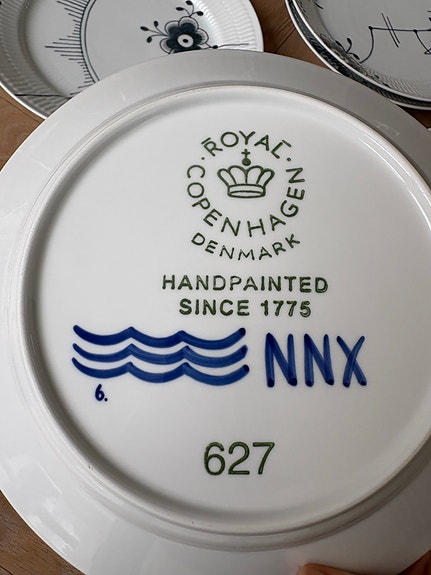 ROYAL
COPENHAGEN
DENMARK
HANDPAINTED
SINCE 1775
NNX
6.
627